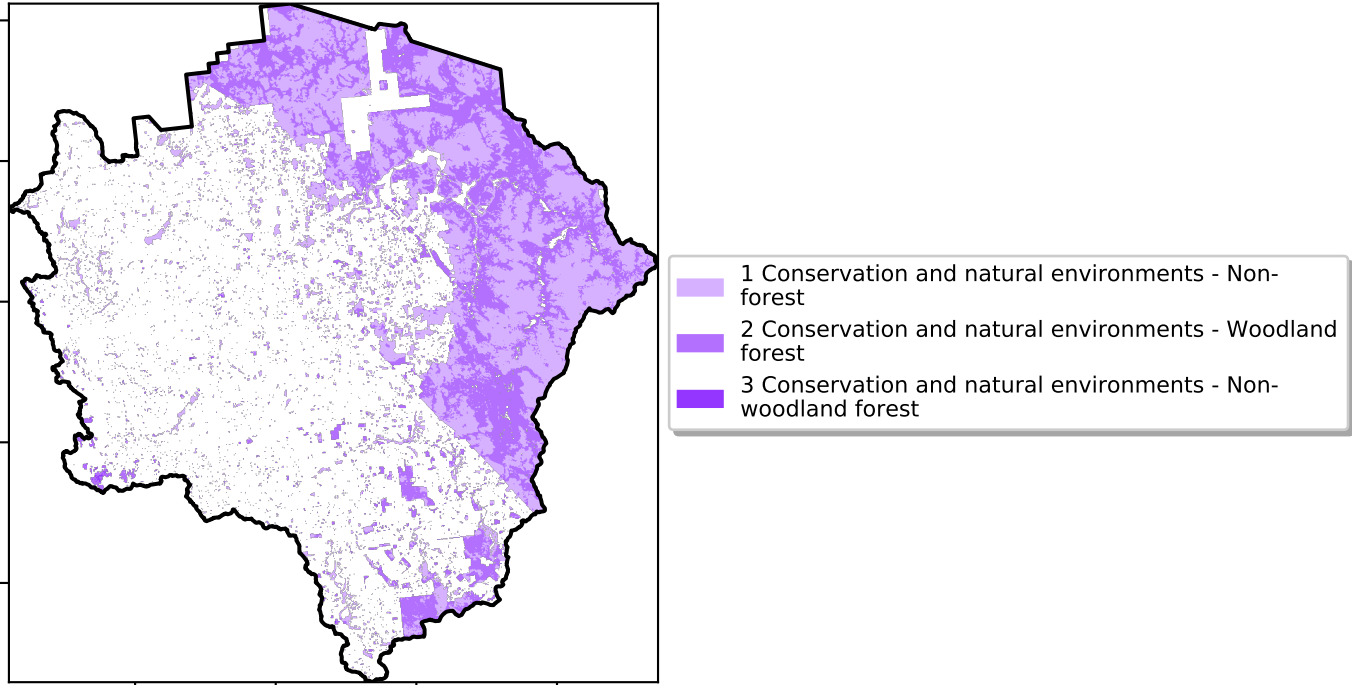 1 Conservation and natural environments - Non-
forest
2 Conservation and natural environments - Woodland
forest
3 Conservation and natural environments - Non-
woodland forest